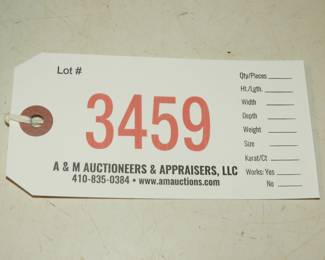 Lot #
3459
A & M AUCTIONEERS & APPRAISERS, LLC
410-835-0384 • www.amauctions.com
Qty/Pieces
Ht./Lgth.
Width
Depth
Weight
Size
Karat/Ct
Works: Yes
No